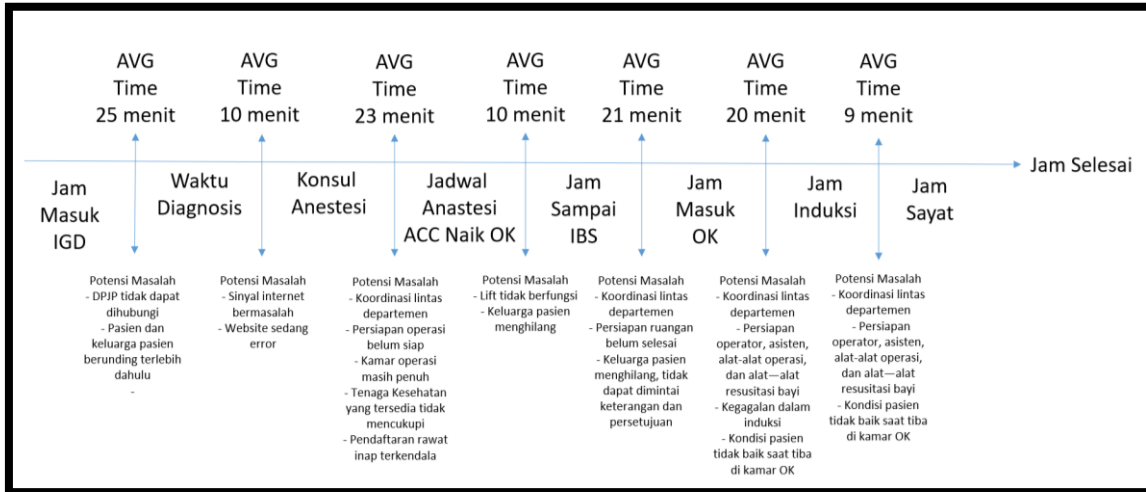 AVG
Time
25 menit
AVG
Time
10 menit
AVG
Time
23 menit
AVG
Time
10 menit
AVG
Time
21 menit
AVG
Time
20 menit
AVG
Time
9 menit
Jam Selesai
Jam
Masuk
IGD
Waktu
Diagnosis
Konsul
Anestesi
Jadwal
Anastesi
ACC Naik OK
Jam
Sampai
IBS
Jam
Masuk
OK
Jam
Induksi
Jam
Sayat
Potensi Masalah
- DPJP tidak dapat
dihubungi
- Pasien dan
keluarga pasien
berunding terlebih
dahulu
-
Potensi Masalah
- Sinyal internet
bermasalah
- Website sedang
error
Potensi Masalah
- Koordinasi lintas
departemen
- Persiapan operasi
belum siap
- Kamar operasi
masih penuh
- Tenaga Kesehatan
yang tersedia tidak
mencukupi
- Pendaftaran rawat
inap terkendala
Potensi Masalah
- Lift tidak berfungsi
- Keluarga pasien
menghilang
Potensi Masalah
- Koordinasi lintas
departemen
- Persiapan ruangan
belum selesai
- Keluarga pasien
menghilang, tidak
dapat dimintai
keterangan dan
persetujuan
Potensi Masalah
- Koordinasi lintas
departemen
- Persiapan
operator, asisten,
alat-alat operasi,
dan alat—alat
resusitasi bayi
- Kegagalan dalam
induksi
- Kondisi pasien
tidak baik saat tiba
di kamar OK
Potensi Masalah
- Koordinasi lintas
departemen
- Persiapan
operator, asisten,
alat-alat operasi,
dan alat—alat
resusitasi bayi
- Kondisi pasien
tidak baik saat tiba
di kamar OK